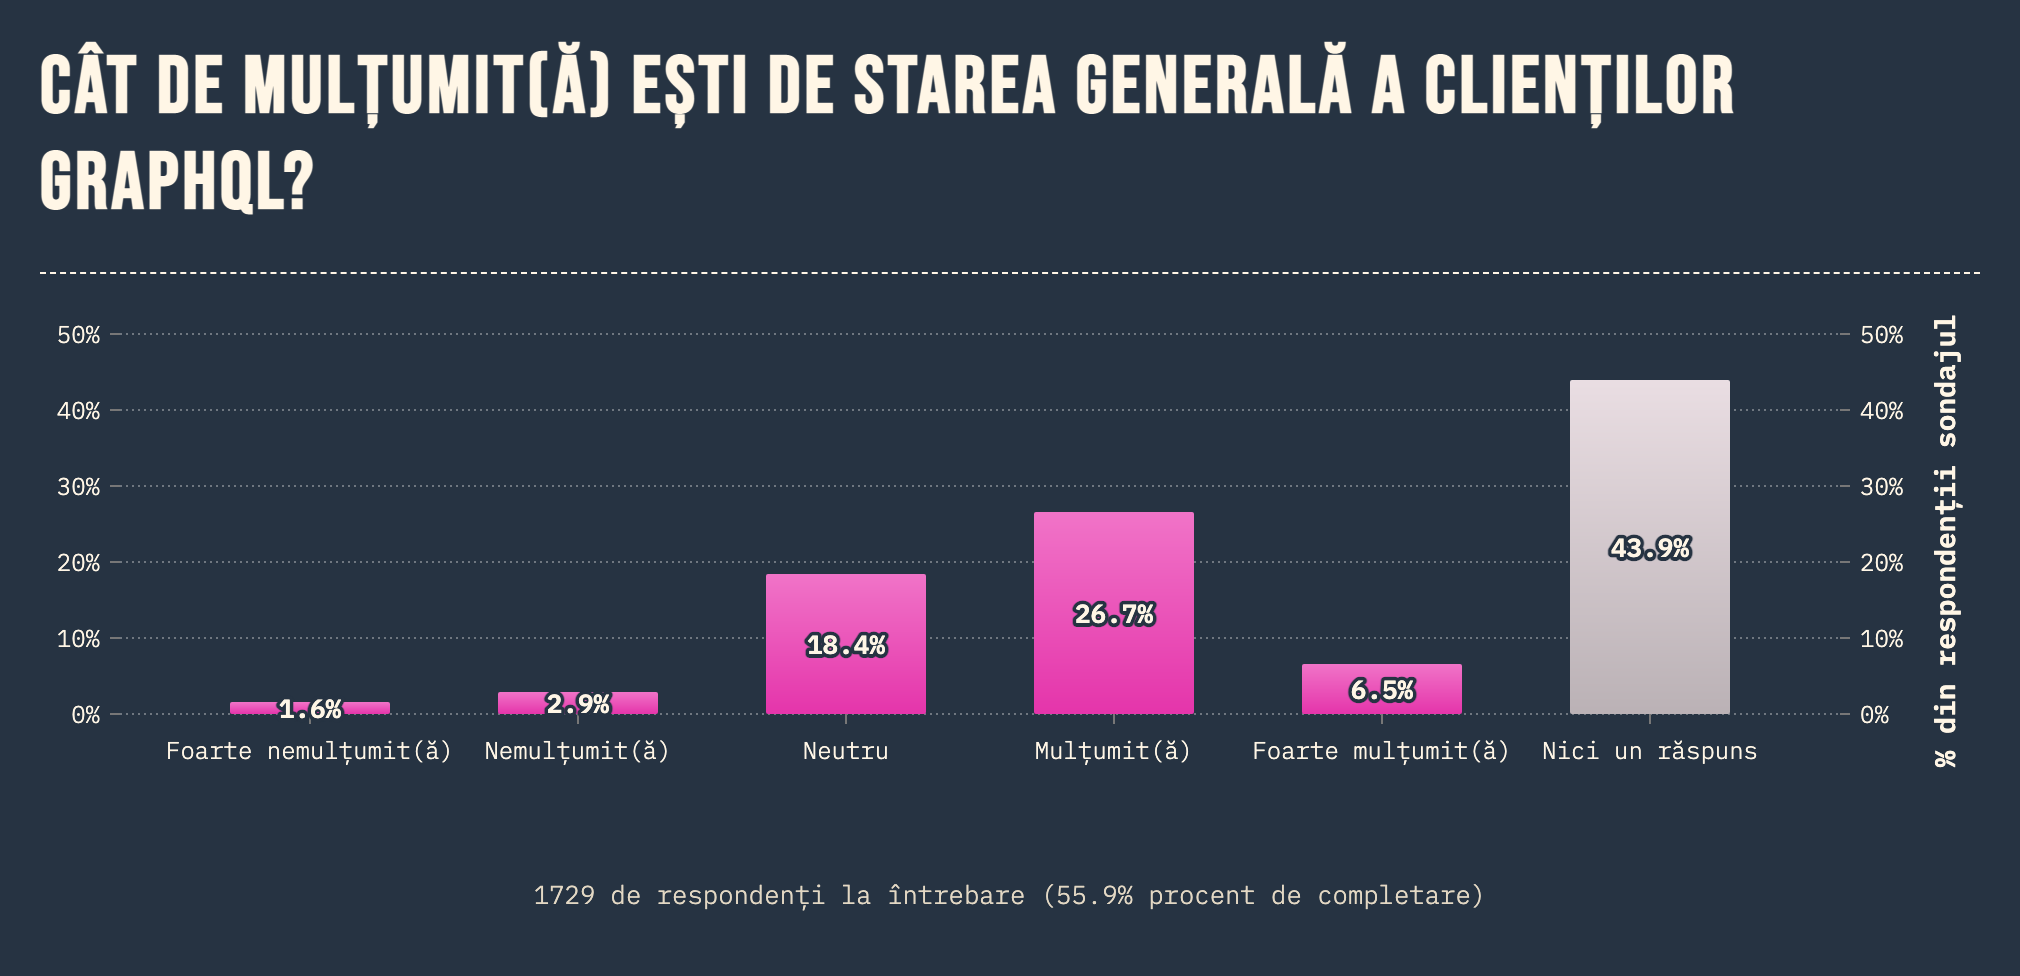 CÂT DE MULȚUMIT(Ă) EȘTI DE STAREA GENERALĂ A CLIENȚILOR
GRAPHQL?
50% 50%
40% 40%
30% 30%
20% 20%
10% 10%
0% 0%
1.6% 2.9% 18.4% 26.7% 6.5% 43.9%
Foarte nemulțumit(ă) Nemulțumit(ă) Neutru Mulțumit(ă) Foarte mulțumit(ă) Nici un răspuns
% din respondenții sondajul
1729 de respondenți la întrebare (55.9% procent de completare)